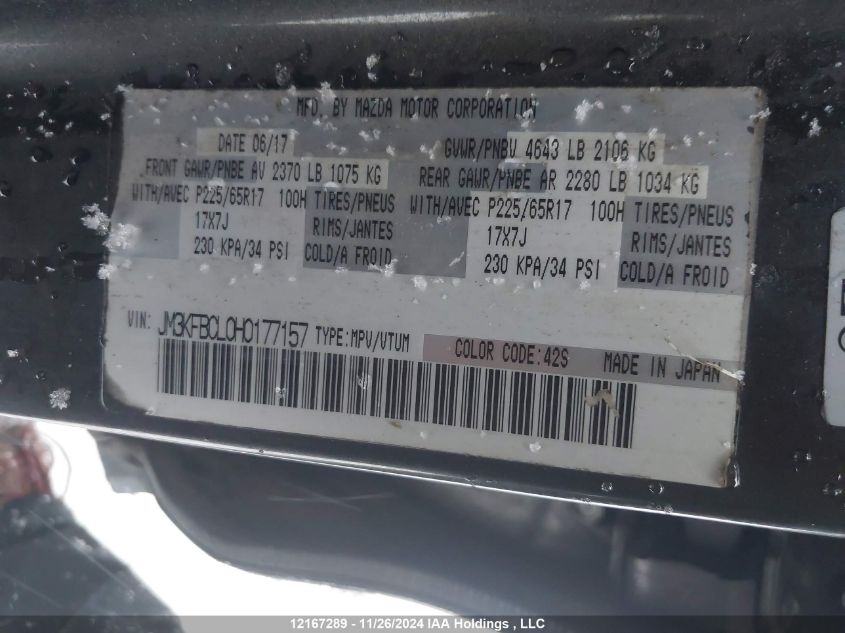 MFD. BY MAZDA MOTOR CORPORATION
DATE 06/17 GVWR/PNBV 4643 LB 2106 KG
FRONT GAWR/PNBE AV 2370 LB 1075 KG REAR GAWR/PNBE AR 2280 LB 1034 KG
WITH/AVEC P225/65R17 100H TIRES/PNEUS WITH/AVEC P225/65R17 100H TIRES/PNEUS
17X7J RIMS/JANTES 17X7J RIMS/JANTES
230 KPA/34 PSI COLD/A FROID 230 KPA/34 PSI COLD/A FROID
VIN: JM3KFBCL0H0177157 TYPE:MPV/VTUM COLOR CODE:42S MADE IN JAPAN
12167289 - 11/26/2024 IAA Holdings , LLC